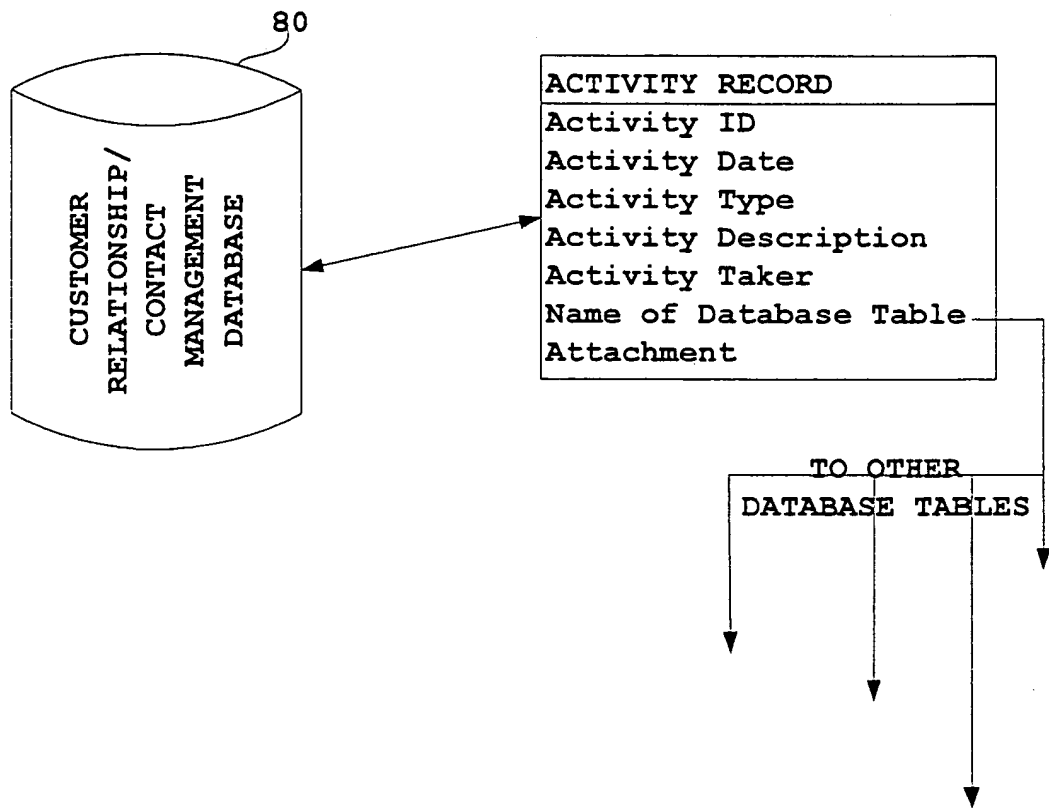 80
CUSTOMER
RELATIONSHIP/
CONTACT
MANAGEMENT
DATABASE
ACTIVITY RECORD
Activity ID
Activity Date
Activity Type
Activity Description
Activity Taker
Name of Database Table
Attachment
TO OTHER
DATABASE TABLES